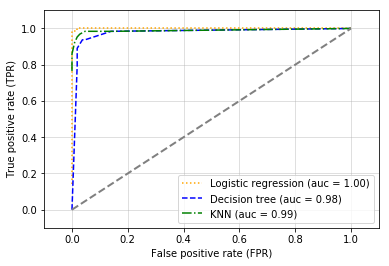 1.0
0.8
0.6
0.4
0.2
0.0
True positive rate (TPR)
Logistic regression (auc = 1.00)
Decision tree (auc = 0.98)
KNN (auc = 0.99)
0.0 0.2 0.4 0.6 0.8 1.0
False positive rate (FPR)